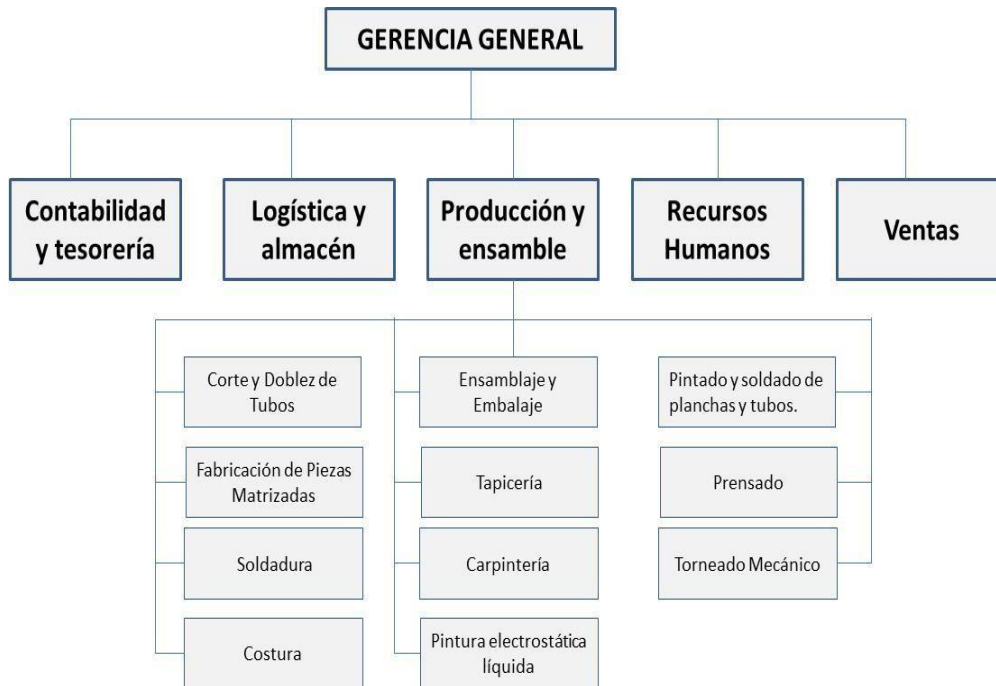 GERENCIA GENERAL
Contabilidad
y tesorería
Logística y
almacén
Producción y
ensamble
Recursos
Humanos
Ventas
Corte y Doblez de
Tubos
Ensamblaje y
Embalaje
Pintado y soldado de
planchas y tubos.
Fabricación de Piezas
Matrizadas
Tapicería
Prensado
Soldadura
Carpintería
Torneado Mecánico
Costura
Pintura electrostática
líquida